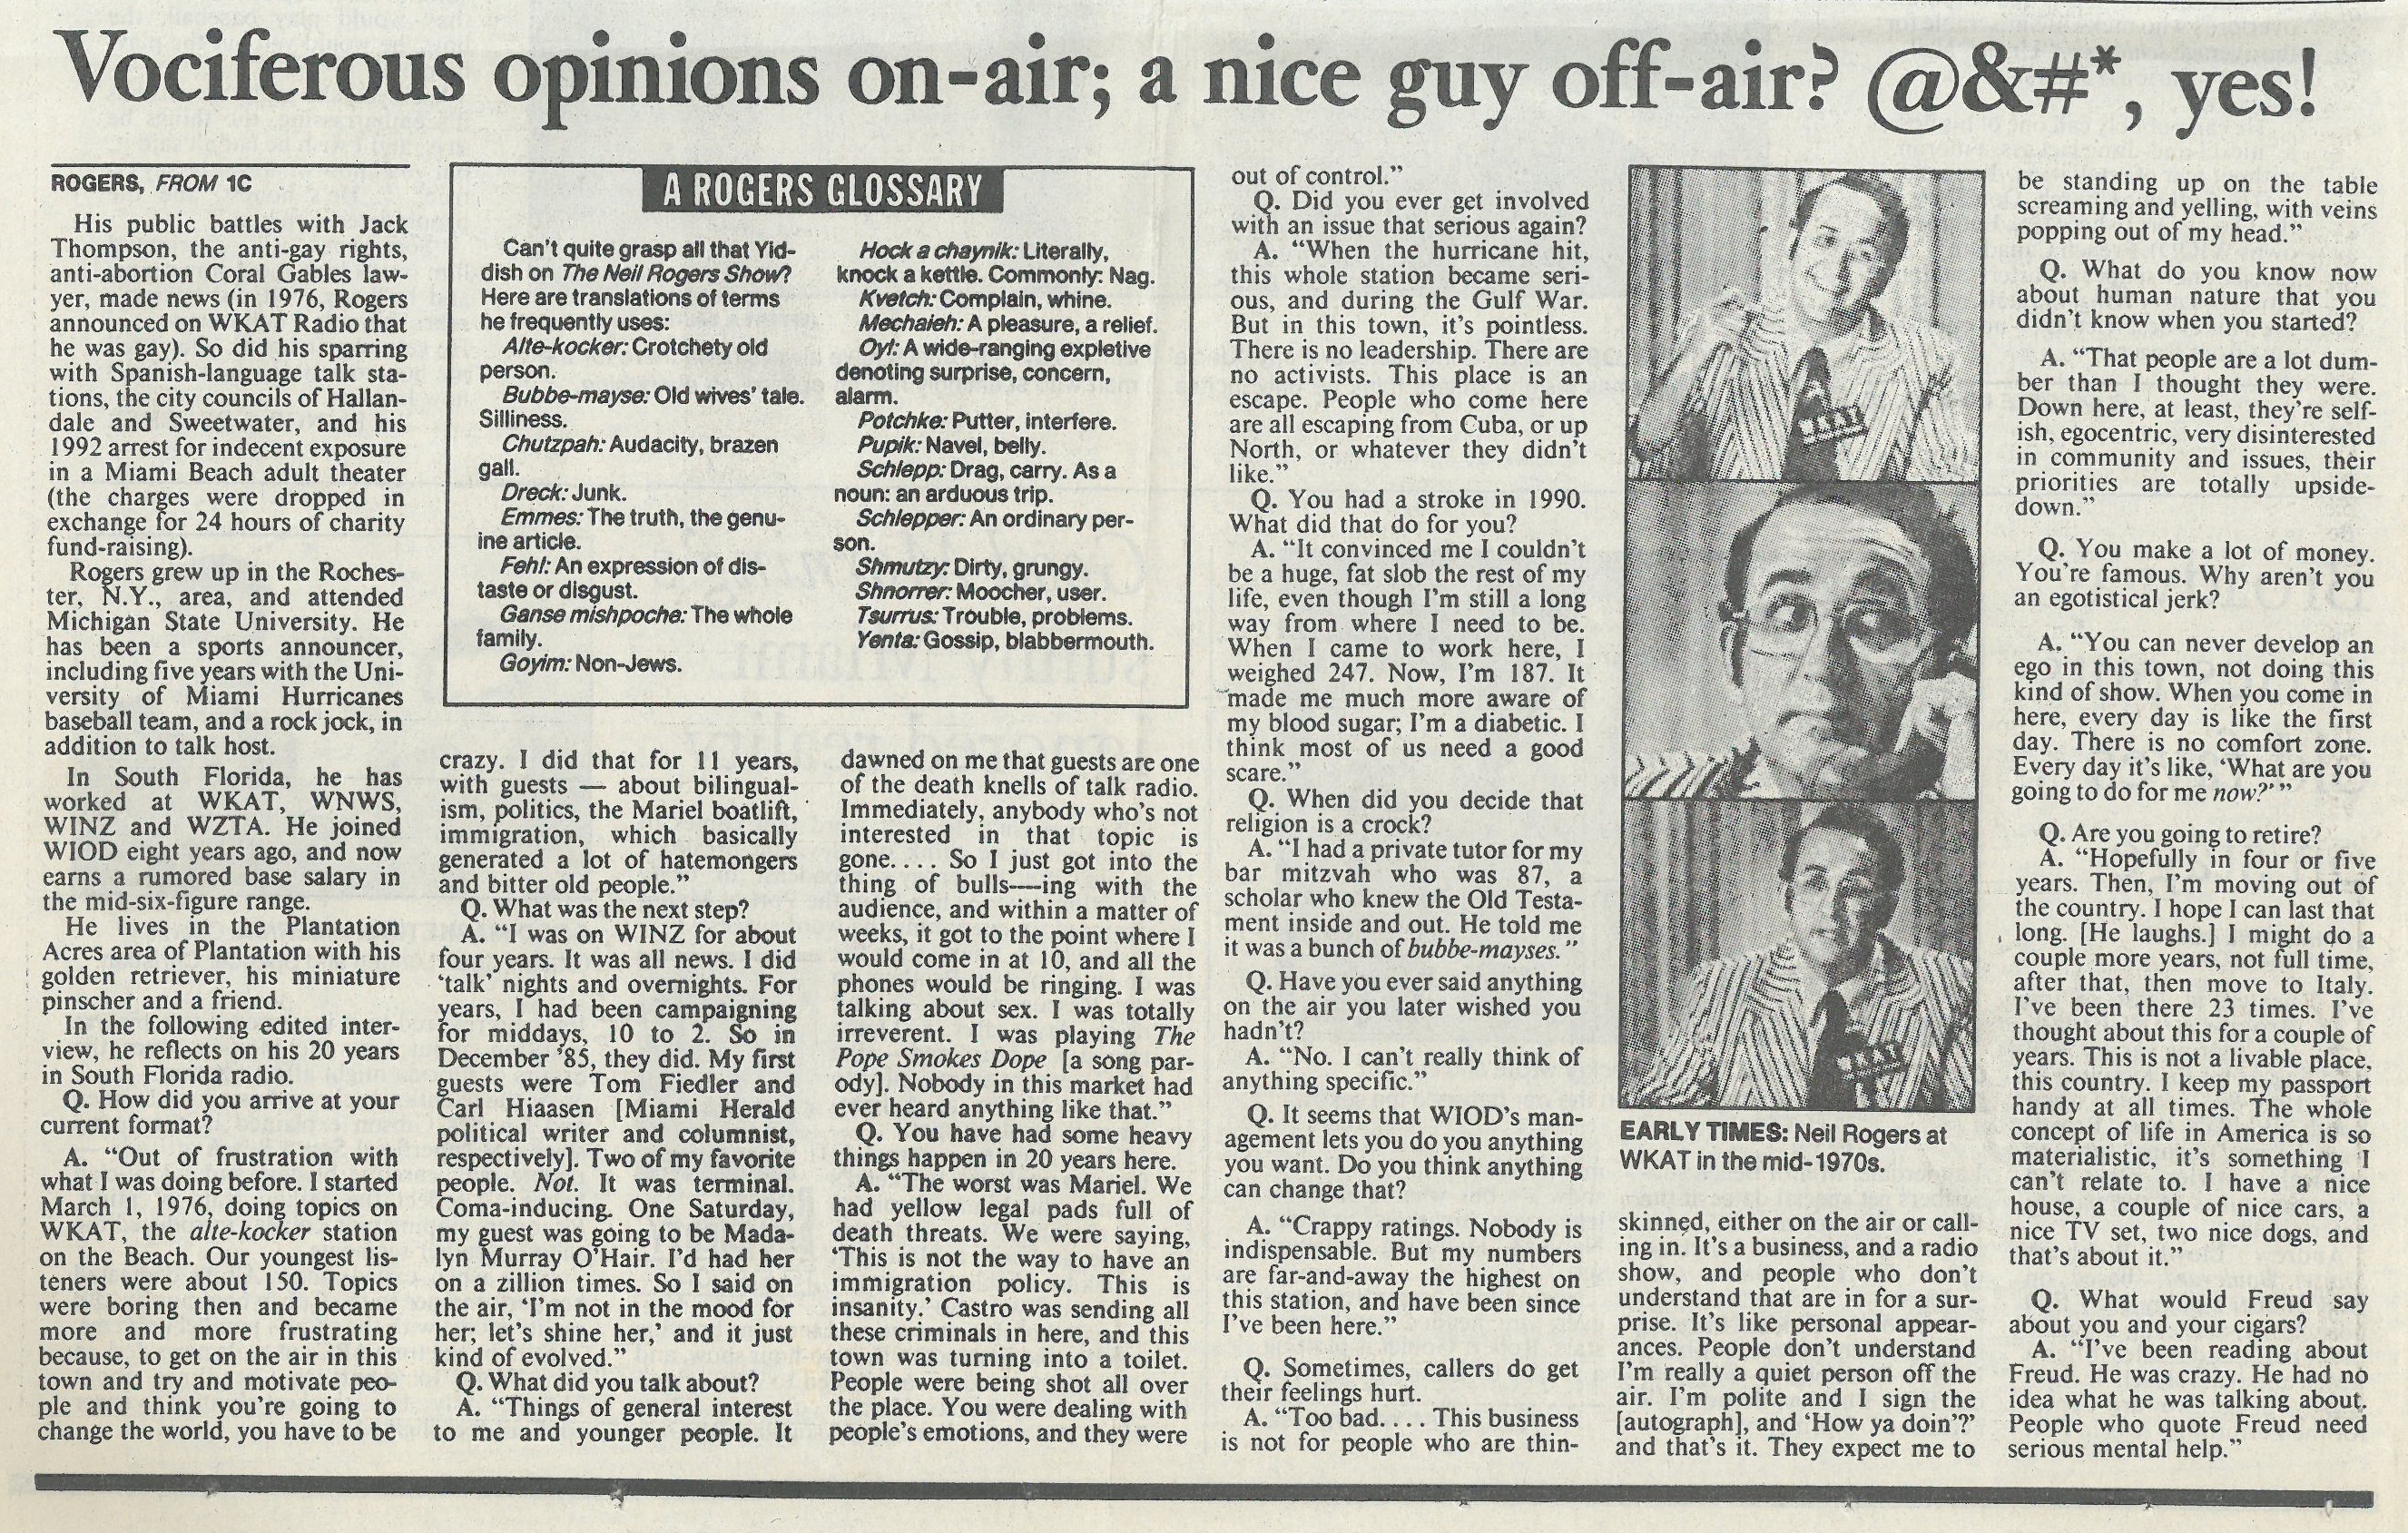 Vociferous opinions on-air; a nice guy off-air? @&#*, yes!
ROGERS, FROM 1C
His public battles with Jack
Thompson, the anti-gay rights,
anti-abortion Coral Gables law-
yer, made news (in 1976, Rogers
announced on WKAT Radio that
he was gay). So did his sparring
with Spanish-language talk sta-
tions, the city councils of Hallan-
dale and Sweetwater, and his
1992 arrest for indecent exposure
in a Miami Beach adult theater
(the charges were dropped in
exchange for 24 hours of charity
fund-raising).
Rogers grew up in the Roches-
ter, N.Y., area, and attended
Michigan State University. He
has been a sports announcer,
including five years with the Uni-
versity of Miami Hurricanes
baseball team, and a rock jock, in
addition to talk host.
In South Florida, he has
worked at WKAT, WNWS,
WINZ and WZTA. He joined
WIOD eight years ago, and now
earns a rumored base salary in
the mid-six-figure range.
He lives in the Plantation
Acres area of Plantation with his
golden retriever, his miniature
pinscher and a friend.
In the following edited inter-
view, he reflects on his 20 years
in South Florida radio.
Q. How did you arrive at your
current format?
A. “Out of frustration with
what I was doing before. I started
March 1, 1976, doing topics on
WKAT, the alte-kocker station
on the Beach. Our youngest lis-
teners were about 150. Topics
were boring then and became
more and more frustrating
because, to get on the air in this
town and try and motivate peo-
ple and think you’re going to
change the world, you have to be
A ROGERS GLOSSARY
Can’t quite grasp all that Yid-
dish on The Neil Rogers Show?
Here are translations of terms
he frequently uses:
Alte-kocker: Crotchety old
person.
Bubbe-mayse: Old wives’ tale.
Silliness.
Chutzpah: Audacity, brazen
gall.
Dreck: Junk.
Emmes: The truth, the genu-
ine article.
Feh!: An expression of dis-
taste or disgust.
Ganse mishpoche: The whole
family.
Goyim: Non-Jews.
Hock a chaynik: Literally,
knock a kettle. Commonly: Nag.
Kvetch: Complain, whine.
Mechaieh: A pleasure, a relief.
Oy!: A wide-ranging expletive
denoting surprise, concern,
alarm.
Potchke: Putter, interfere.
Pupik: Navel, belly.
Schlepp: Drag, carry. As a
noun: an arduous trip.
Schlepper: An ordinary per-
son.
Shmutzy: Dirty, grungy.
Shnorrer: Moocher, user.
Tsurrus: Trouble, problems.
Yenta: Gossip, blabbermouth.
crazy. I did that for 11 years,
with guests — about bilingual-
ism, politics, the Mariel boatlift,
immigration, which basically
generated a lot of hatemongers
and bitter old people.”
Q. What was the next step?
A. “I was on WINZ for about
four years. It was all news. I did
‘talk’ nights and overnights. For
years, I had been campaigning
for middays, 10 to 2. So in
December ’85, they did. My first
guests were Tom Fiedler and
Carl Hiaasen [Miami Herald
political writer and columnist,
respectively]. Two of my favorite
people. Not. It was terminal.
Coma-inducing. One Saturday,
my guest was going to be Mada-
lyn Murray O’Hair. I’d had her
on a zillion times. So I said on
the air, ‘I’m not in the mood for
her; let’s shine her,’ and it just
kind of evolved.”
Q. What did you talk about?
A. “Things of general interest
to me and younger people. It
dawned on me that guests are one
of the death knells of talk radio.
Immediately, anybody who’s not
interested in that topic is
gone. . . . So I just got into the
thing of bulls—ing with the
audience, and within a matter of
weeks, it got to the point where I
would come in at 10, and all the
phones would be ringing. I was
talking about sex. I was totally
irreverent. I was playing The
Pope Smokes Dope [a song par-
ody]. Nobody in this market had
ever heard anything like that.”
Q. You have had some heavy
things happen in 20 years here.
A. “The worst was Mariel. We
had yellow legal pads full of
death threats. We were saying,
‘This is not the way to have an
immigration policy. This is
insanity.’ Castro was sending all
these criminals in here, and this
town was turning into a toilet.
People were being shot all over
the place. You were dealing with
people’s emotions, and they were
out of control.”
Q. Did you ever get involved
with an issue that serious again?
A. “When the hurricane hit,
this whole station became seri-
ous, and during the Gulf War.
But in this town, it’s pointless.
There is no leadership. There are
no activists. This place is an
escape. People who come here
are all escaping from Cuba, or up
North, or whatever they didn’t
like.”
Q. You had a stroke in 1990.
What did that do for you?
A. “It convinced me I couldn’t
be a huge, fat slob the rest of my
life, even though I’m still a long
way from where I need to be.
When I came to work here, I
weighed 247. Now, I’m 187. It
made me much more aware of
my blood sugar; I’m a diabetic. I
think most of us need a good
scare.”
Q. When did you decide that
religion is a crock?
A. “I had a private tutor for my
bar mitzvah who was 87, a
scholar who knew the Old Testa-
ment inside and out. He told me
it was a bunch of bubbe-mayses.”
Q. Have you ever said anything
on the air you later wished you
hadn’t?
A. “No. I can’t really think of
anything specific.”
Q. It seems that WIOD’s man-
agement lets you do you anything
you want. Do you think anything
can change that?
A. “Crappy ratings. Nobody is
indispensable. But my numbers
are far-and-away the highest on
this station, and have been since
I’ve been here.”
Q. Sometimes, callers do get
their feelings hurt.
A. “Too bad. . . . This business
is not for people who are thin-
WKAT
WKAT
EARLY TIMES: Neil Rogers at
WKAT in the mid-1970s.
skinned, either on the air or call-
ing in. It’s a business, and a radio
show, and people who don’t
understand that are in for a sur-
prise. It’s like personal appear-
ances. People don’t understand
I’m really a quiet person off the
air. I’m polite and I sign the
[autograph], and ‘How ya doin’?’
and that’s it. They expect me to
be standing up on the table
screaming and yelling, with veins
popping out of my head.”
Q. What do you know now
about human nature that you
didn’t know when you started?
A. “That people are a lot dum-
ber than I thought they were.
Down here, at least, they’re self-
ish, egocentric, very disinterested
in community and issues, their
priorities are totally upside-
down.”
Q. You make a lot of money.
You’re famous. Why aren’t you
an egotistical jerk?
A. “You can never develop an
ego in this town, not doing this
kind of show. When you come in
here, every day is like the first
day. There is no comfort zone.
Every day it’s like, ‘What are you
going to do for me now?’ ”
Q. Are you going to retire?
A. “Hopefully in four or five
years. Then, I’m moving out of
the country. I hope I can last that
long. [He laughs.] I might do a
couple more years, not full time,
after that, then move to Italy.
I’ve been there 23 times. I’ve
thought about this for a couple of
years. This is not a livable place,
this country. I keep my passport
handy at all times. The whole
concept of life in America is so
materialistic, it’s something I
can’t relate to. I have a nice
house, a couple of nice cars, a
nice TV set, two nice dogs, and
that’s about it.”
Q. What would Freud say
about you and your cigars?
A. “I’ve been reading about
Freud. He was crazy. He had no
idea what he was talking about.
People who quote Freud need
serious mental help.”